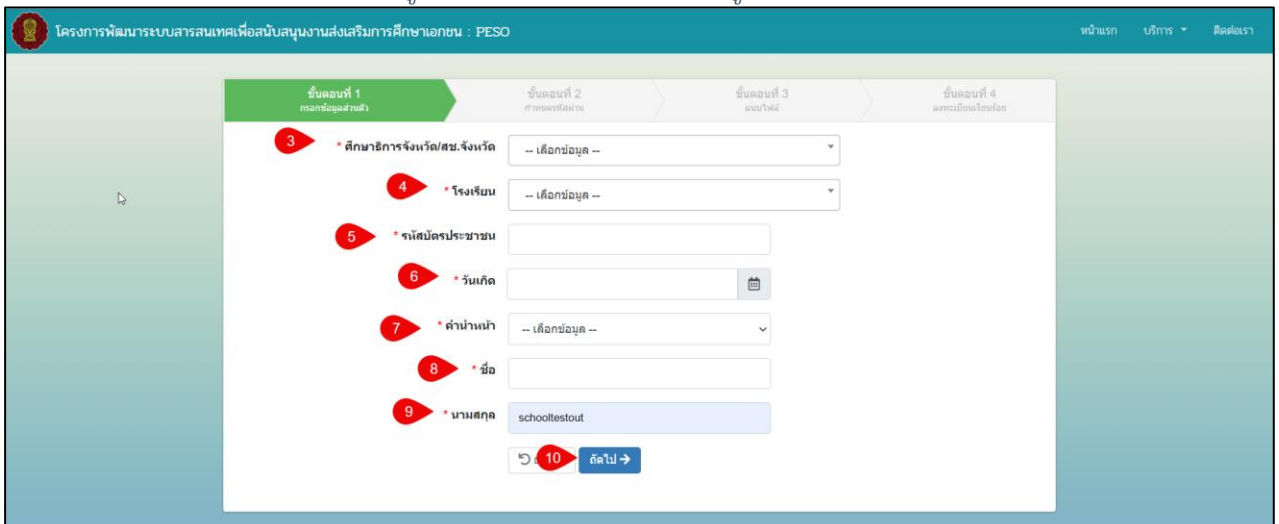 โครงการพัฒนาระบบสารสนเทศเพื่อสนับสนุนงานส่งเสริมการศึกษาเอกชน : PESO
หน้าแรก บริการ ติดต่อเรา
ขั้นตอนที่ 1 ขั้นตอนที่ 2 ขั้นตอนที่ 3 ขั้นตอนที่ 4
กรอกข้อมูลส่วนตัว กำหนดรหัสผ่าน แนบไฟล์ ลงทะเบียนเรียบร้อย
3 * ศึกษาธิการจังหวัด/สช.จังหวัด -- เลือกข้อมูล --
4 * โรงเรียน -- เลือกข้อมูล --
5 * รหัสบัตรประชาชน
6 * วันเกิด
7 * คำนำหน้า -- เลือกข้อมูล --
8 * ชื่อ
9 * นามสกุล schooltestout
10 ถัดไป →